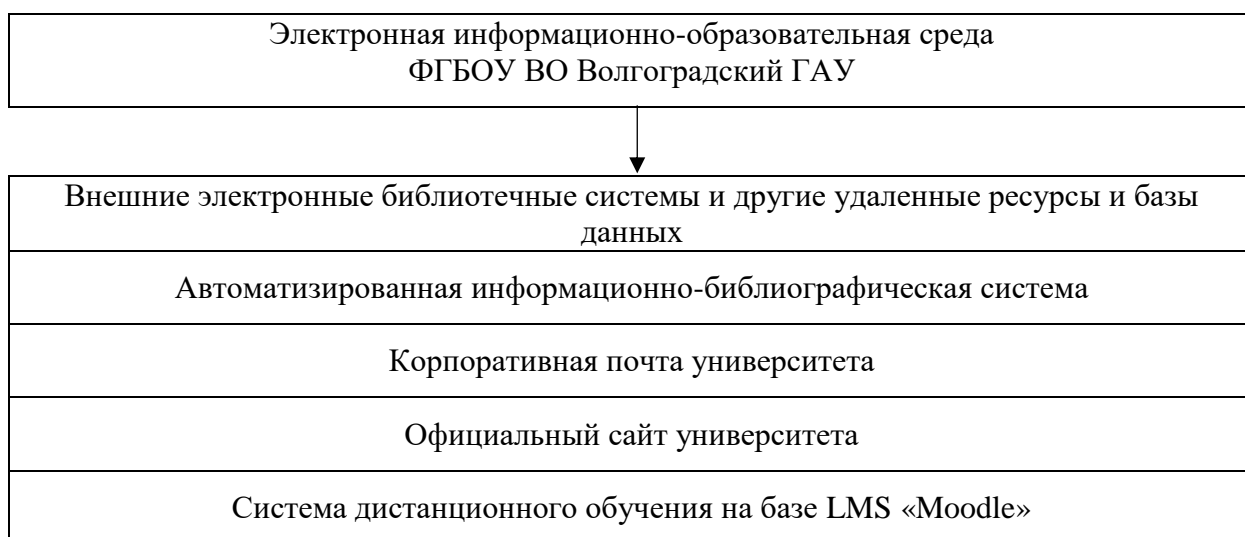 Электронная информационно-образовательная среда
ФГБОУ ВО Волгоградский ГАУ
Внешние электронные библиотечные системы и другие удаленные ресурсы и базы
данных
Автоматизированная информационно-библиографическая система
Корпоративная почта университета
Официальный сайт университета
Система дистанционного обучения на базе LMS «Moodle»